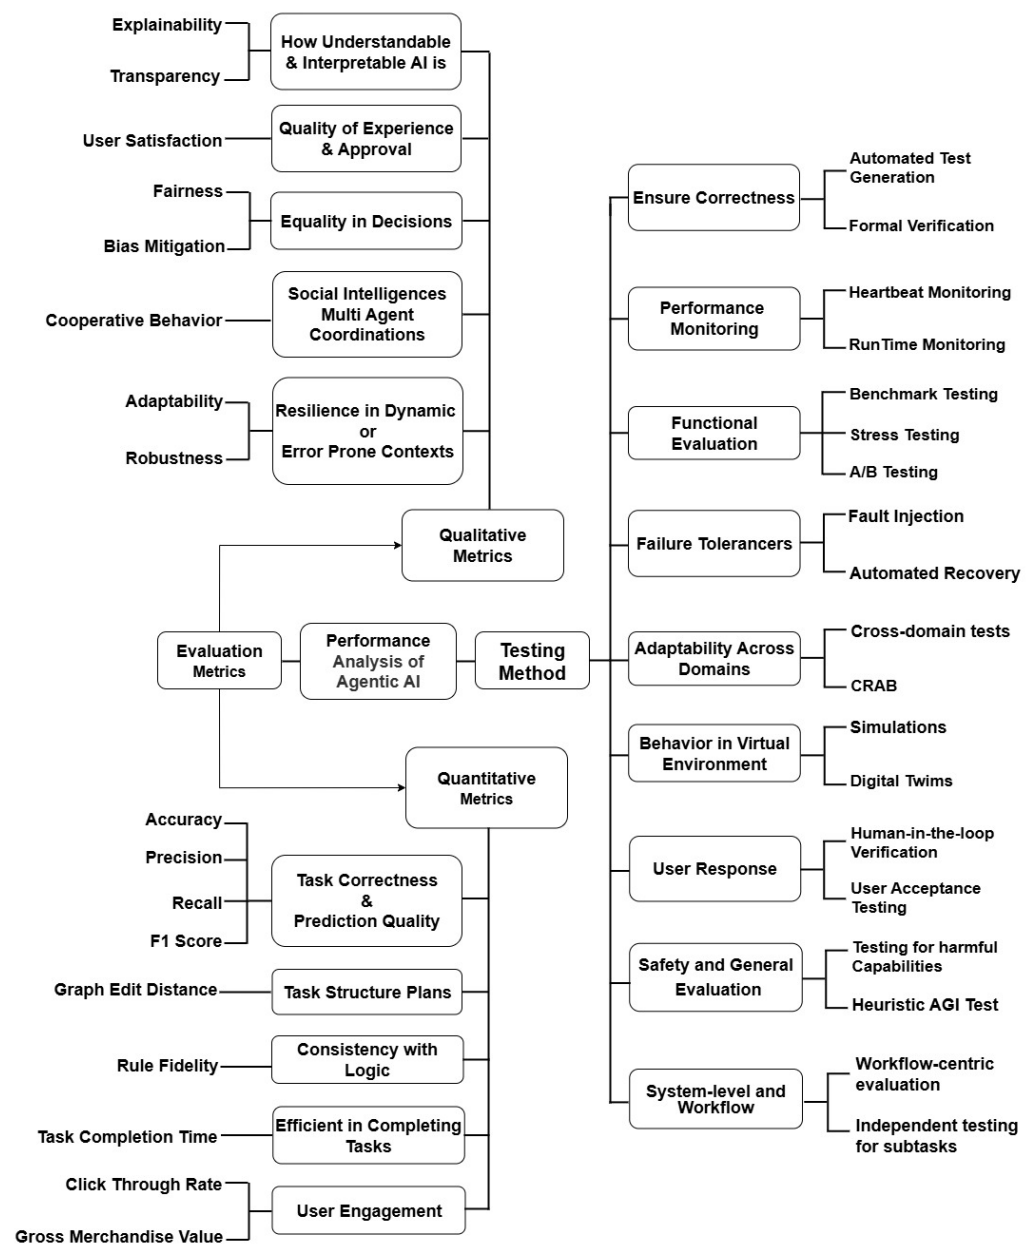 Explainability
Transparency
How Understandable
& Interpretable AI is
User Satisfaction
Quality of Experience
& Approval
Fairness
Bias Mitigation
Equality in Decisions
Cooperative Behavior
Social Intelligences
Multi Agent
Coordinations
Adaptability
Robustness
Resilience in Dynamic
or
Error Prone Contexts
Qualitative
Metrics
Evaluation
Metrics
Performance
Analysis of
Agentic AI
Testing
Method
Quantitative
Metrics
Accuracy
Precision
Recall
F1 Score
Task Correctness
&
Prediction Quality
Graph Edit Distance
Task Structure Plans
Rule Fidelity
Consistency with
Logic
Task Completion Time
Efficient in Completing
Tasks
Click Through Rate
Gross Merchandise Value
User Engagement
Ensure Correctness
Automated Test
Generation
Formal Verification
Performance
Monitoring
Heartbeat Monitoring
RunTime Monitoring
Functional
Evaluation
Benchmark Testing
Stress Testing
A/B Testing
Failure Tolerancers
Fault Injection
Automated Recovery
Adaptability Across
Domains
Cross-domain tests
CRAB
Behavior in Virtual
Environment
Simulations
Digital Twims
User Response
Human-in-the-loop
Verification
User Acceptance
Testing
Safety and General
Evaluation
Testing for harmful
Capabilities
Heuristic AGI Test
System-level and
Workflow
Workflow-centric
evaluation
Independent testing
for subtasks